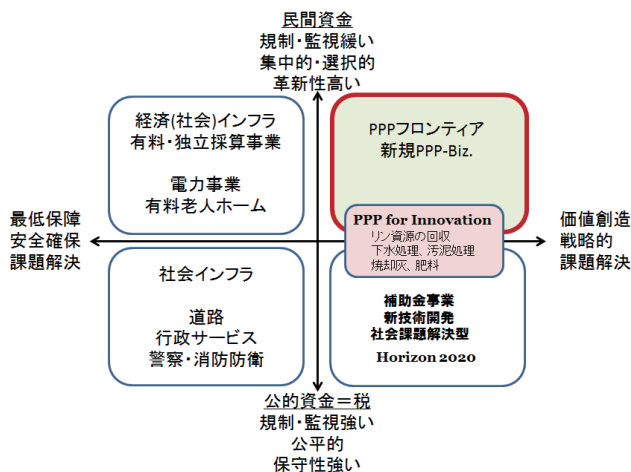 民間資金
規制・監視緩い
集中的・選択的
革新性高い
経済(社会)インフラ
有料・独立採算事業
電力事業
有料老人ホーム
PPPフロンティア
新規PPP-Biz.
最低保障
安全確保
課題解決
PPP for Innovation
リン資源の回収
下水処理、汚泥処理
焼却灰、肥料
価値創造
戦略的
課題解決
社会インフラ
道路
行政サービス
警察・消防防衛
補助金事業
新技術開発
社会課題解決型
Horizon 2020
公的資金＝税
規制・監視強い
公平的
保守性強い